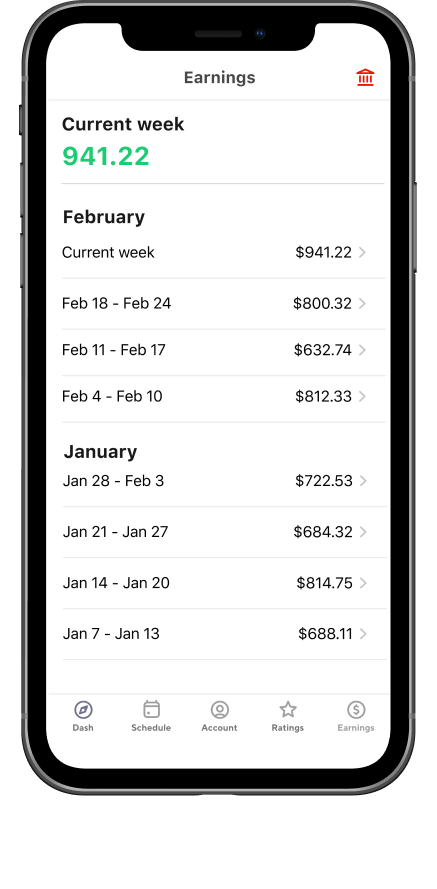 Earnings
Current week
941.22
February
Current week $941.22
Feb 18 - Feb 24 $800.32
Feb 11 - Feb 17 $632.74
Feb 4 - Feb 10 $812.33
January
Jan 28 - Feb 3 $722.53
Jan 21 - Jan 27 $684.32
Jan 14 - Jan 20 $814.75
Jan 7 - Jan 13 $688.11
Dash Schedule Account Ratings Earnings